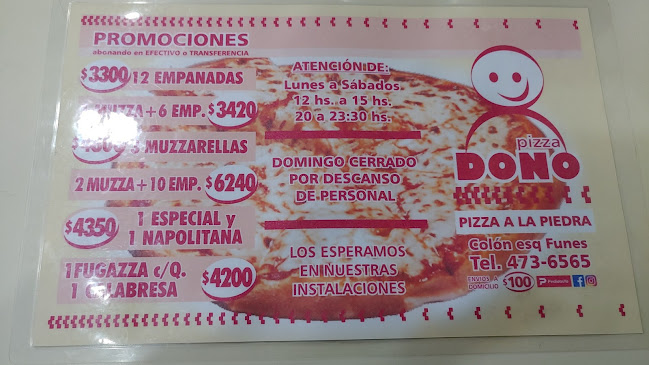 PROMOCIONES
abonando en EFECTIVO o TRANSFERENCIA
$3300 12 EMPANADAS
MUZZA + 6 EMP. $3420
MUZZARELLAS
2 MUZZA + 10 EMP. $6240
$4350 1 ESPECIAL y
1 NAPOLITANA
1 FUGAZZA c/Q.
1 CALABRESA $4200
ATENCIÓN DE:
Lunes a Sábados
12 hs. a 15 hs.
20 a 23:30 hs.
DOMINGO CERRADO
POR DESCANSO
DE PERSONAL
LOS ESPERAMOS
EN NUESTRAS
INSTALACIONES
pizza
DONO
PIZZA A LA PIEDRA
Colón esq Funes
Tel. 473-6565
ENVIOS A
DOMICILIO $100